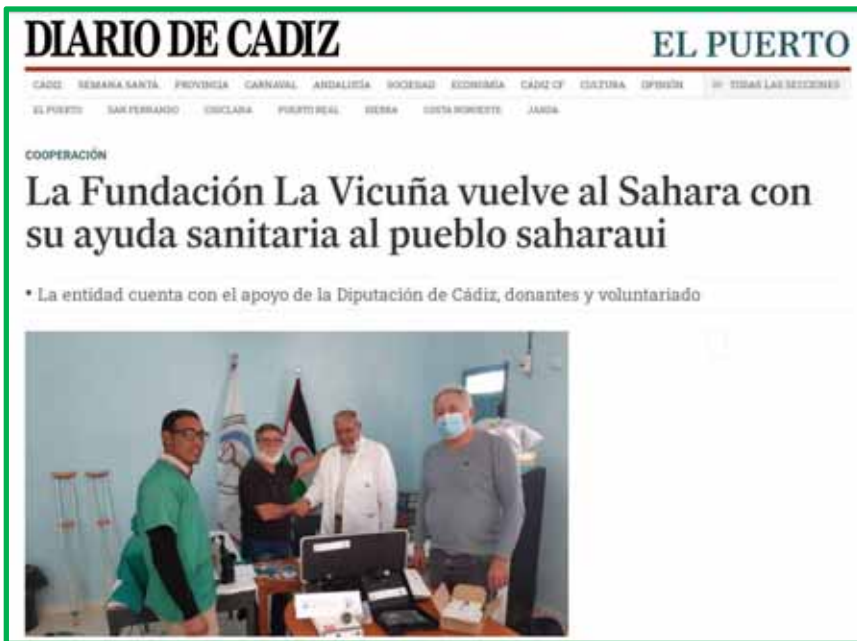 DIARIO DE CADIZ
EL PUERTO
CÁDIZ SEMANA SANTA PROVINCIA CARNAVAL ANDALUCÍA SOCIEDAD ECONOMÍA CÁDIZ CF CULTURA OPINIÓN TODAS LAS SECCIONES
EL PUERTO SAN FERNANDO CHICLANA PUERTO REAL SIERRA COSTA NOROESTE JANDA
COOPERACIÓN
La Fundación La Vicuña vuelve al Sahara con
su ayuda sanitaria al pueblo saharaui
• La entidad cuenta con el apoyo de la Diputación de Cádiz, donantes y voluntariado